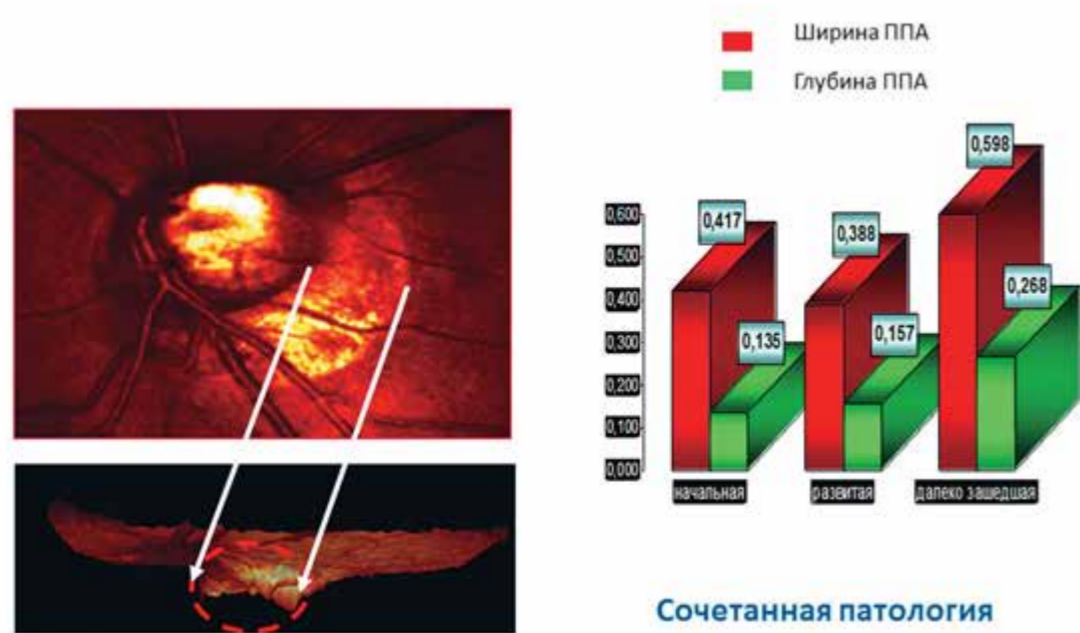 Ширина ППА
Глубина ППА
0,598
0,600
0,417
0,388
0,500
0,400
0,268
0,300
0,135
0,157
0,200
0,100
0,000
начальная
развитая
далеко зашедшая
Сочетанная патология